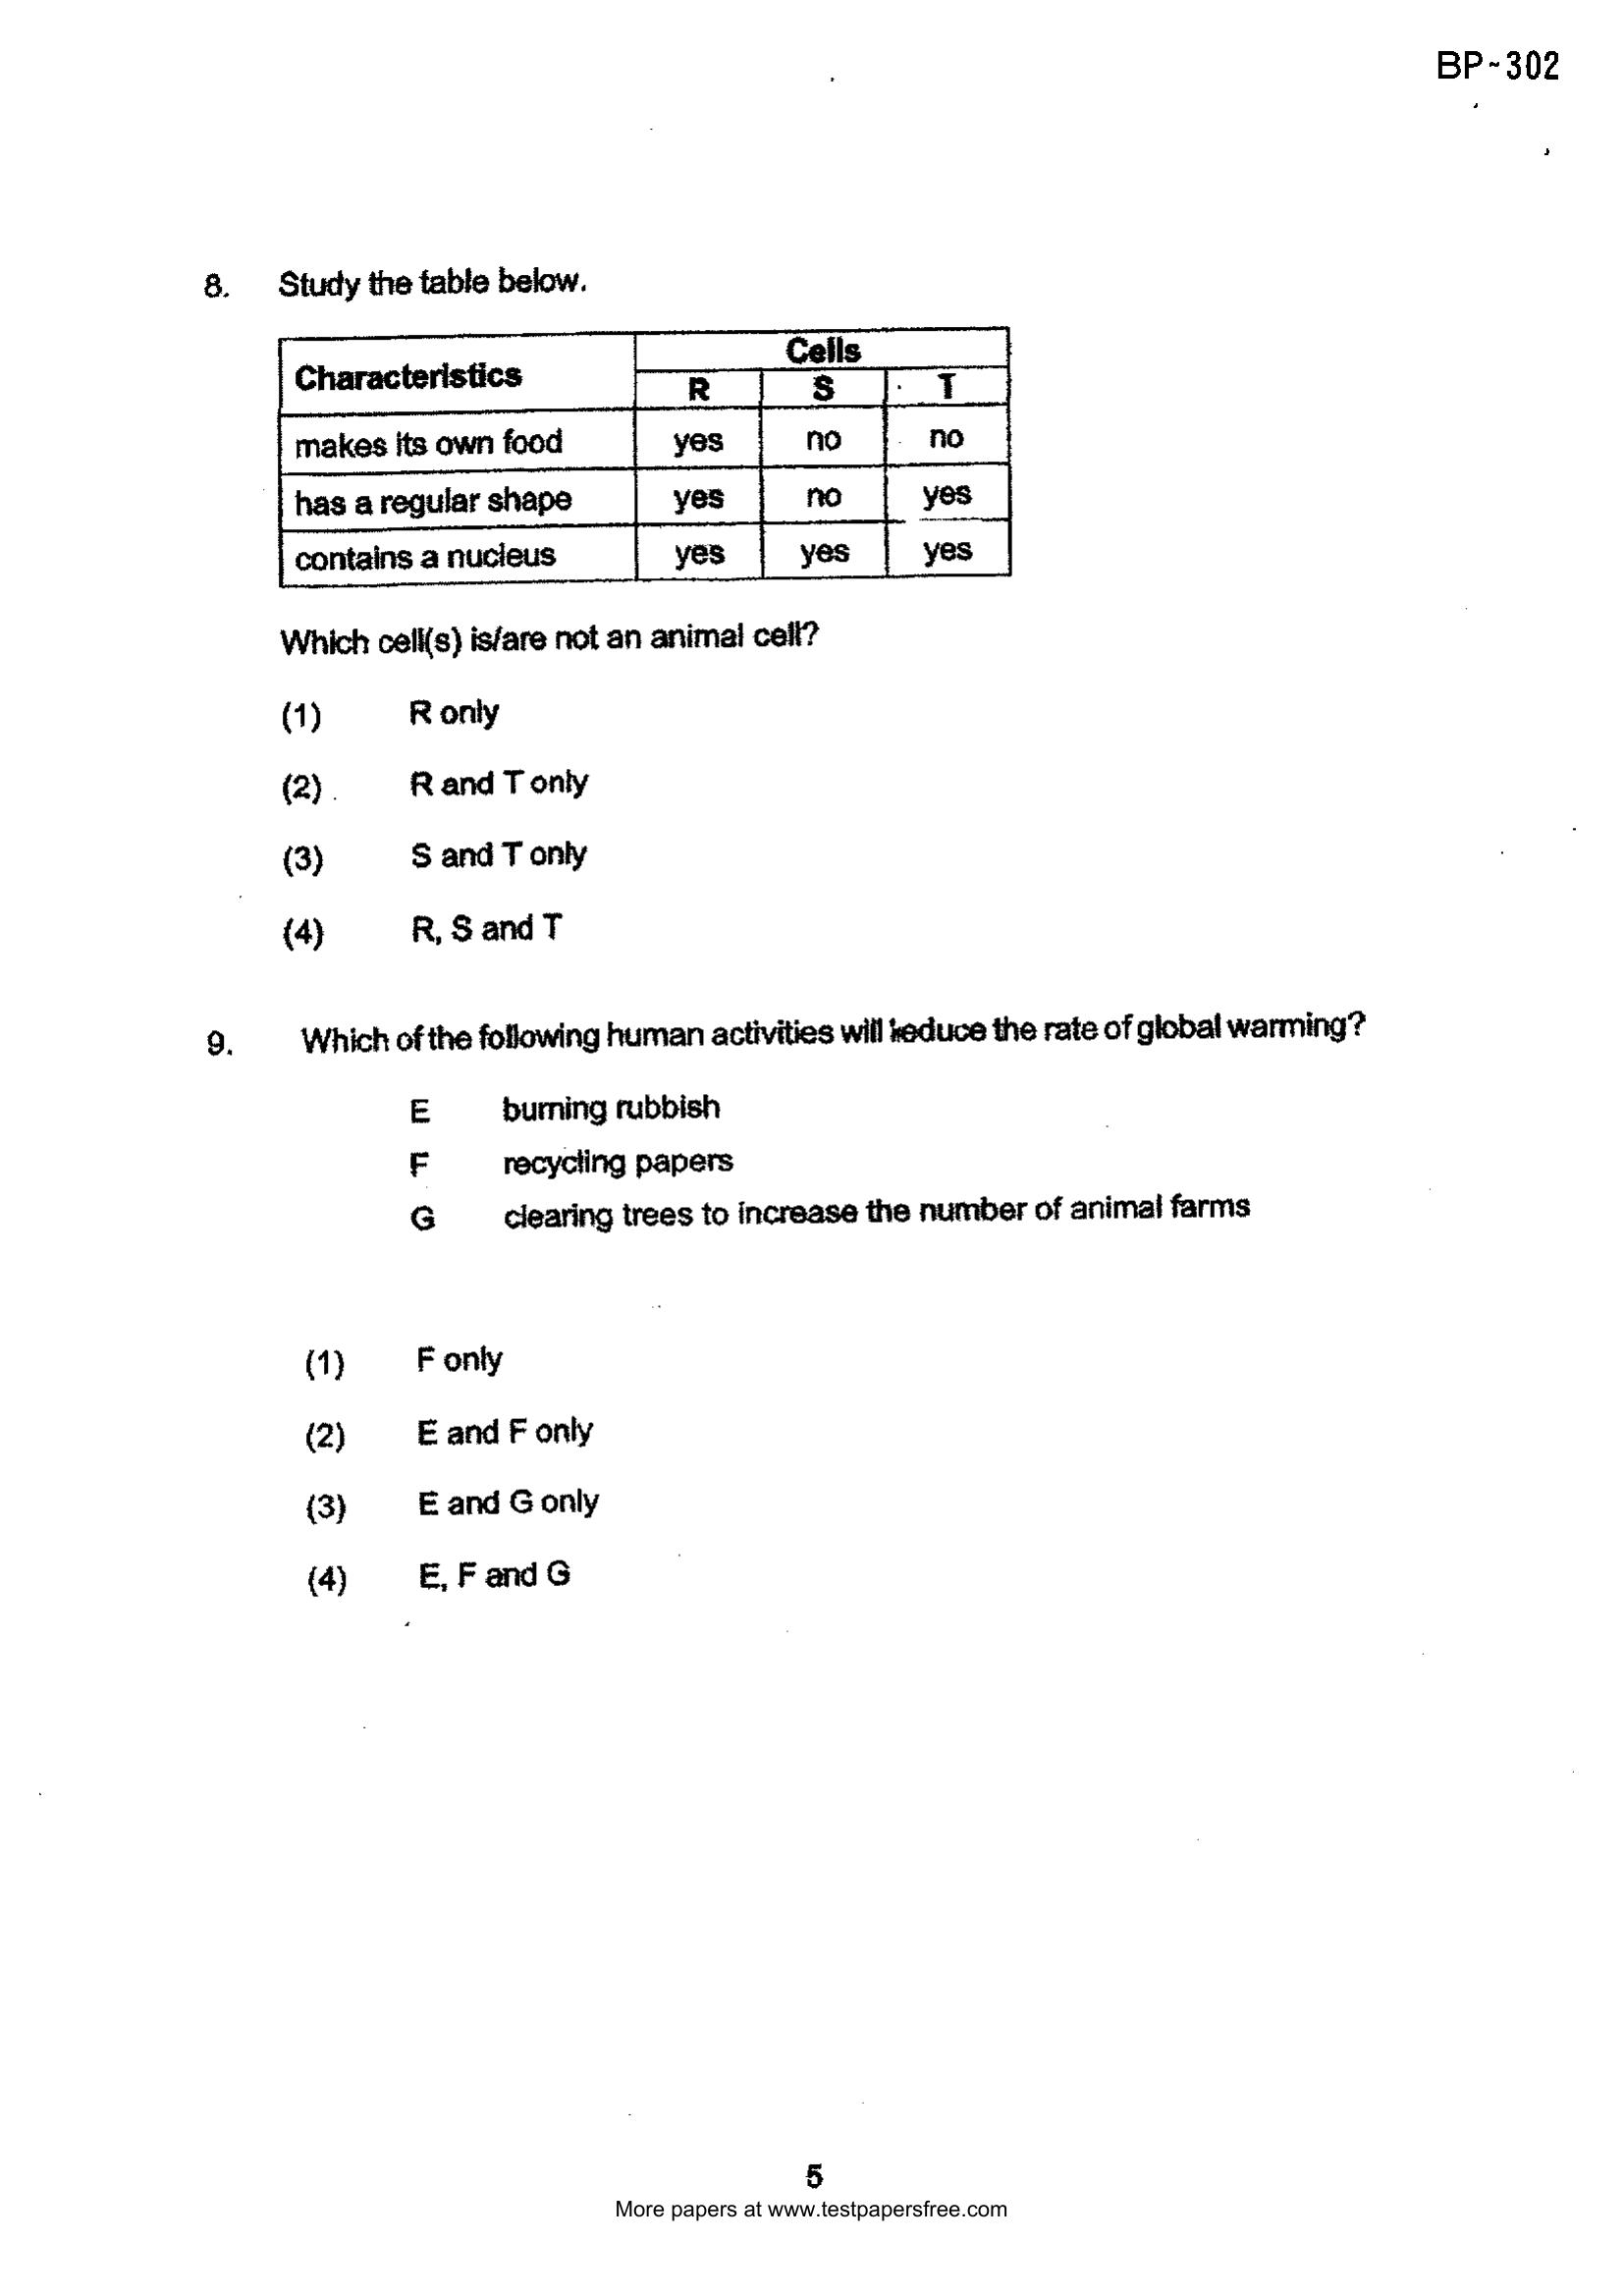 BP~302
8. Study the table below.
Characteristics Cells
R S T
makes its own food yes no no
has a regular shape yes no yes
contains a nucleus yes yes yes
Which cell(s) is/are not an animal cell?
(1) R only
(2) R and T only
(3) S and T only
(4) R, S and T
9. Which of the following human activities will reduce the rate of global warming?
E burning rubbish
F recycling papers
G clearing trees to increase the number of animal farms
(1) F only
(2) E and F only
(3) E and G only
(4) E, F and G
5
More papers at www.testpapersfree.com